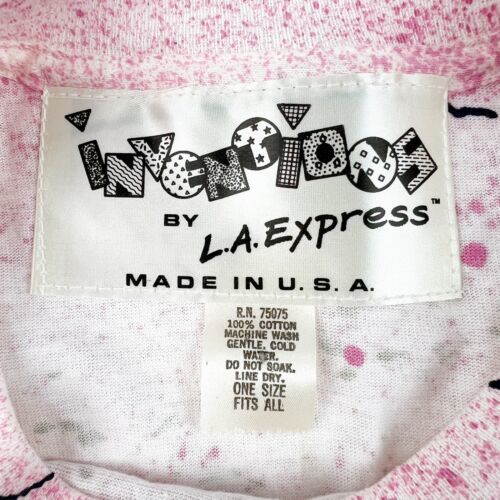 INVENTIONS
BY
L.A. EXPRESS™
MADE IN U.S.A.
R.N. 75075
100% COTTON
MACHINE WASH
GENTLE, COLD
WATER.
DO NOT SOAK.
LINE DRY.
ONE SIZE
FITS ALL